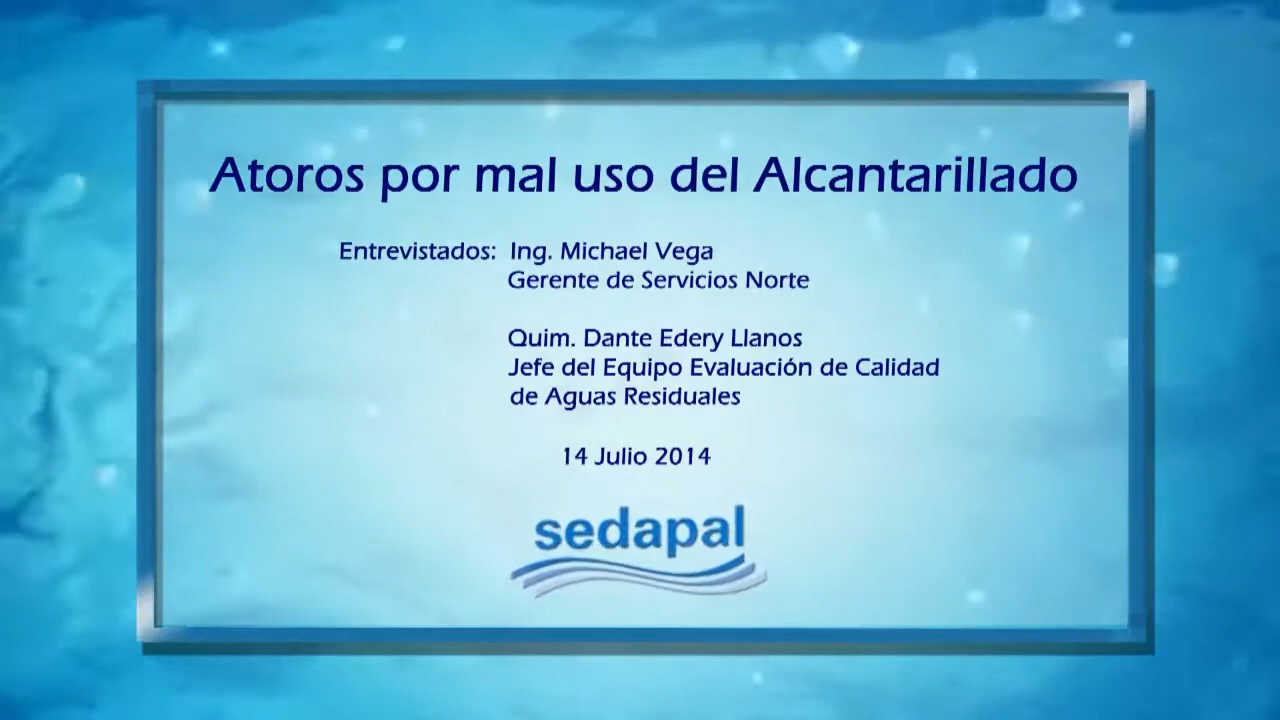 Atoros por mal uso del Alcantarillado
Entrevistados: Ing. Michael Vega
Gerente de Servicios Norte
Quim. Dante Edery Llanos
Jefe del Equipo Evaluación de Calidad
de Aguas Residuales
14 Julio 2014
sedapal